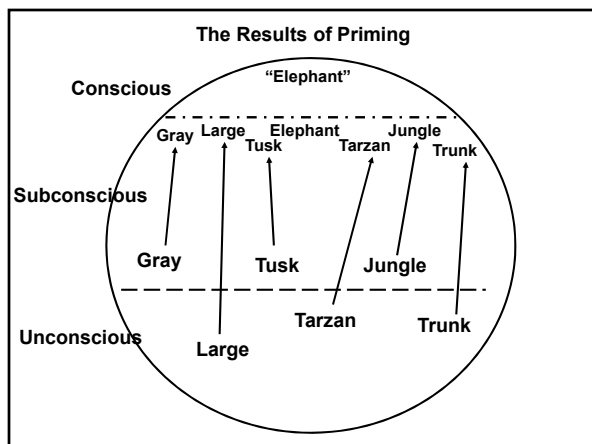 The Results of Priming
Conscious
“Elephant”
Gray Large Tusk Elephant Tarzan Jungle Trunk
Subconscious
Gray Tusk Jungle
Unconscious
Large Tarzan Trunk